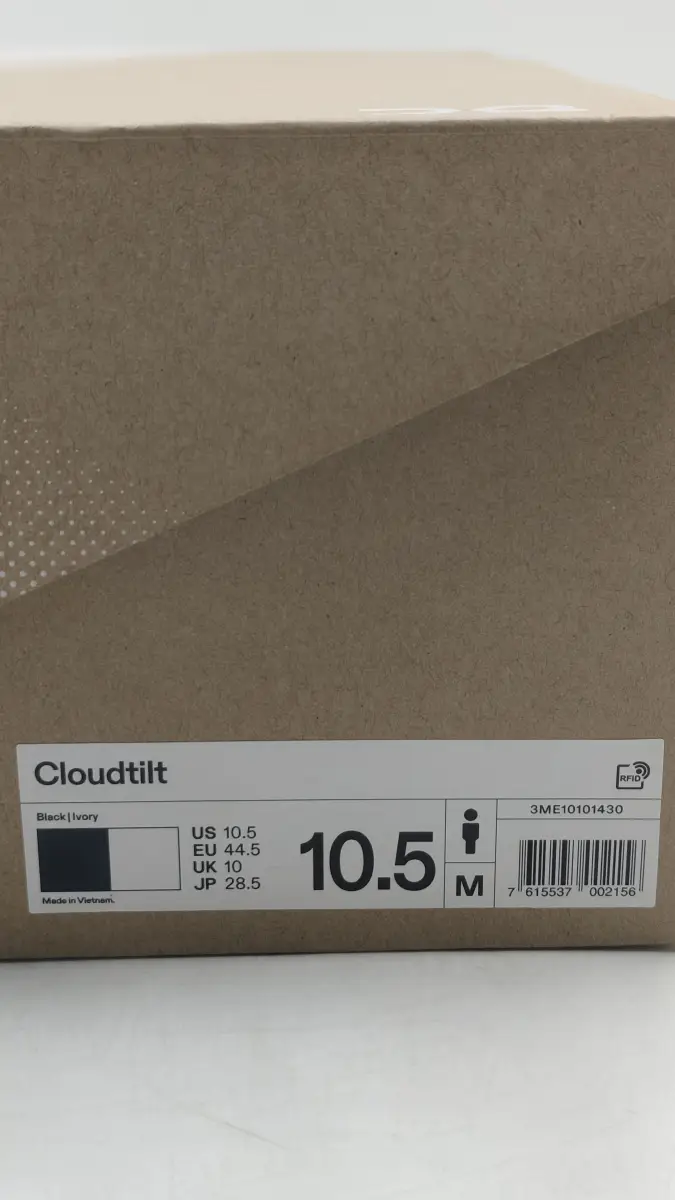 Cloudtilt
RFID
Black | Ivory
US 10.5
EU 44.5
UK 10
JP 28.5
Made in Vietnam.
10.5
M
3ME10101430
7 615537 002156